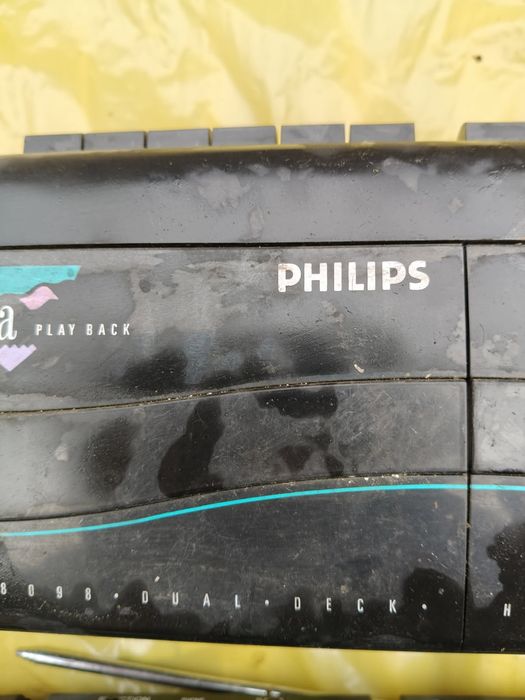 PHILIPS
a PLAY BACK
8098 • DUAL • DECK • H